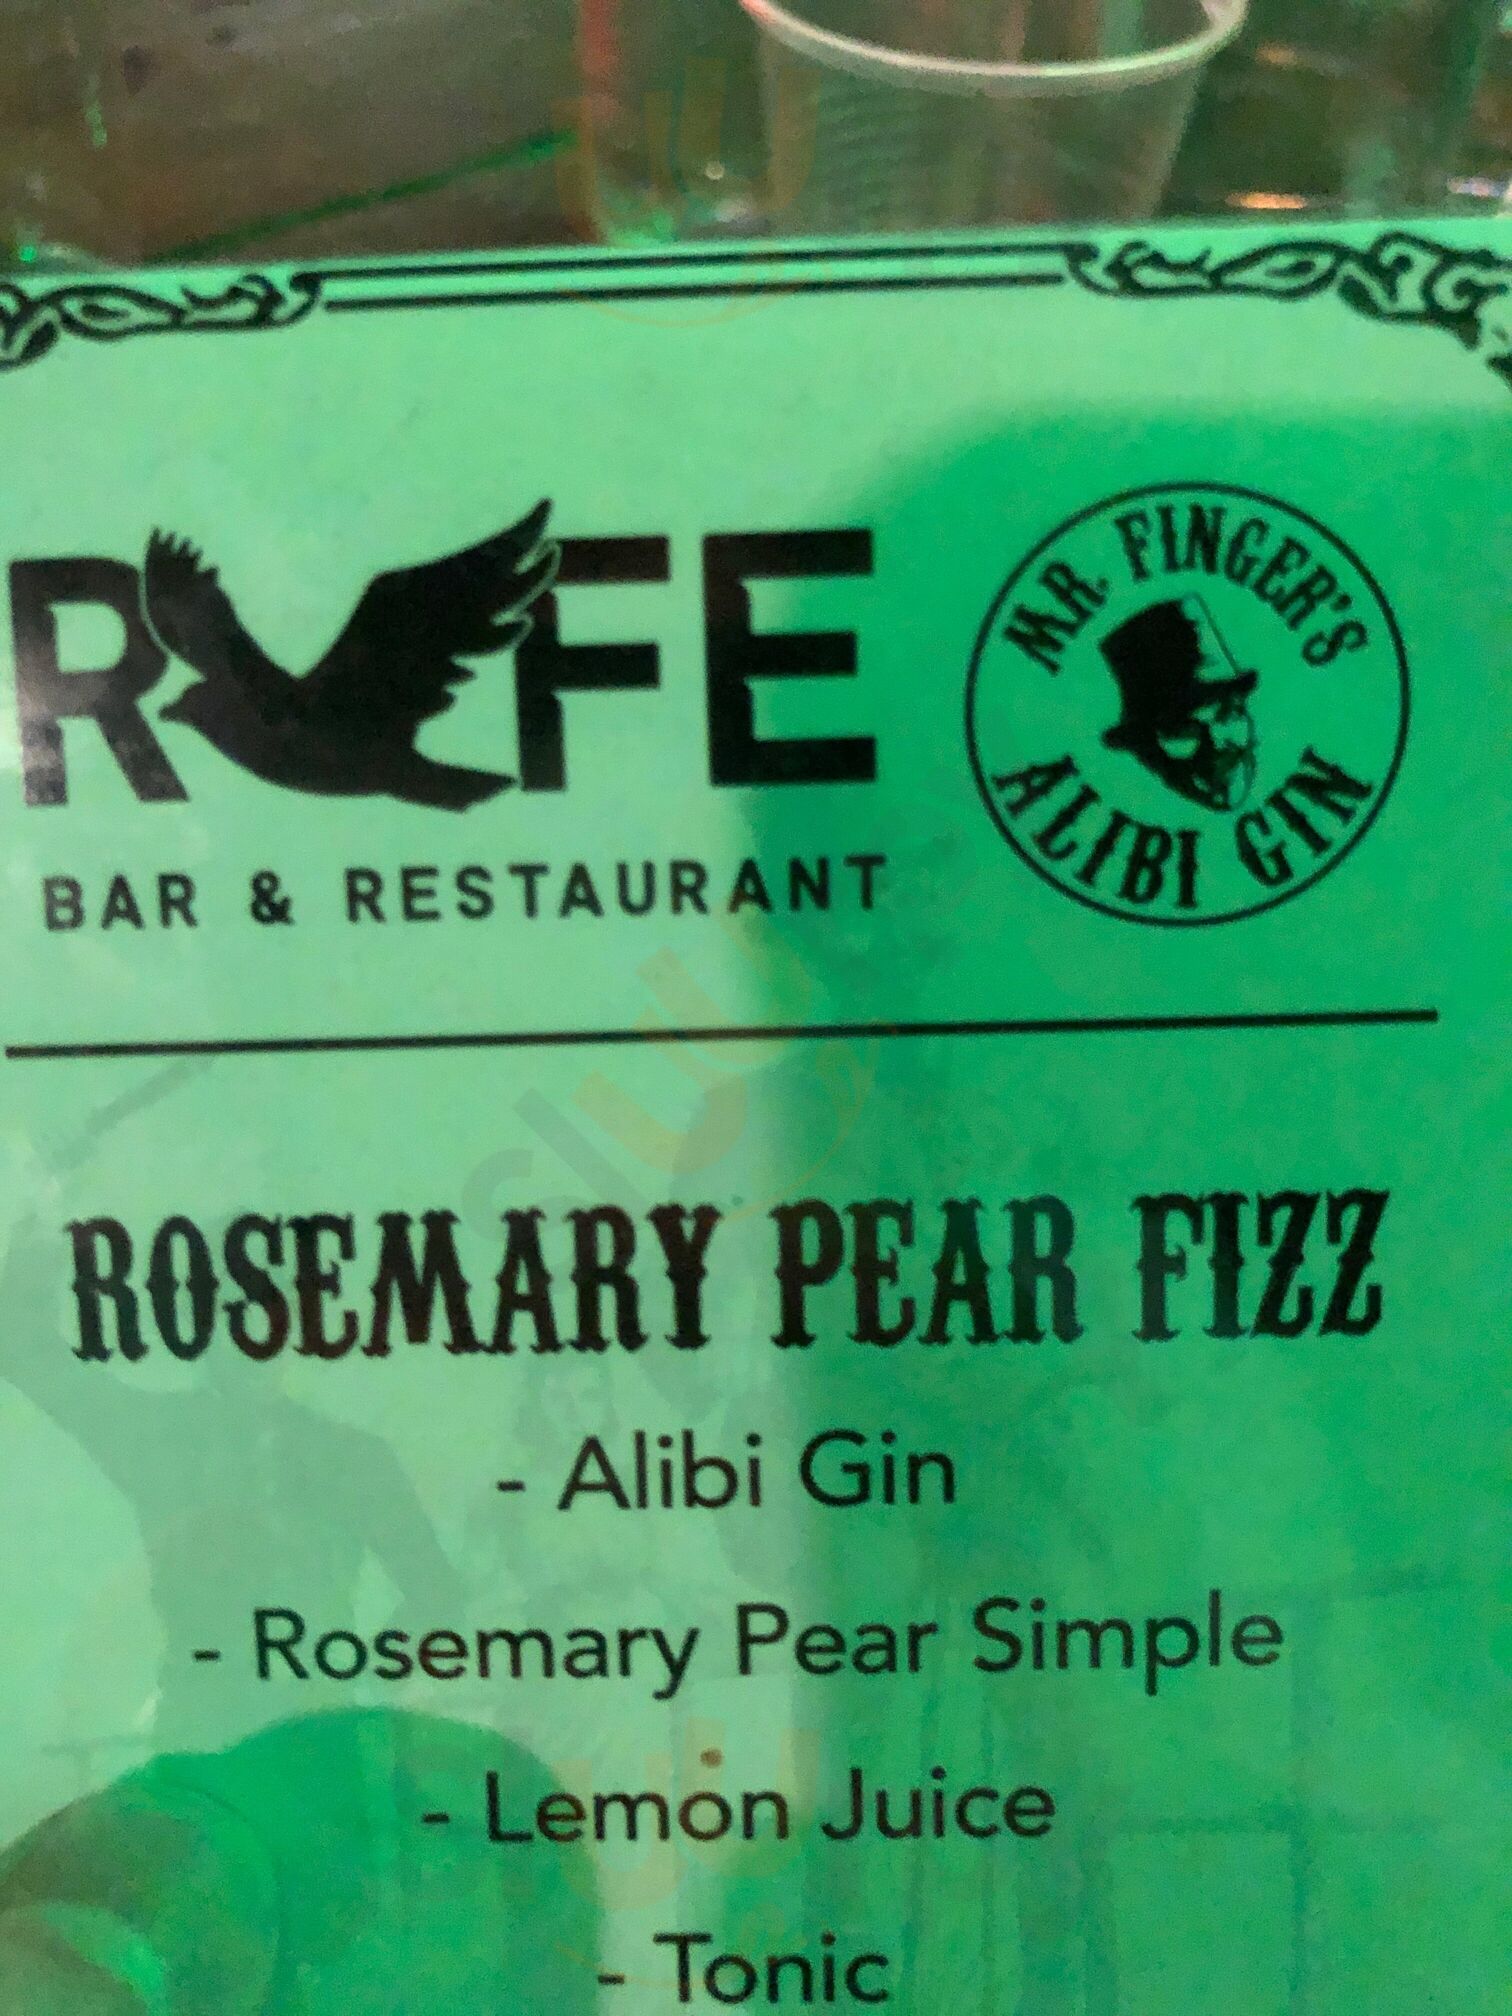 R FE
BAR & RESTAURANT
MR. FINGER'S
ALIBI GIN
ROSEMARY PEAR FIZZ
- Alibi Gin
- Rosemary Pear Simple
- Lemon Juice
- Tonic